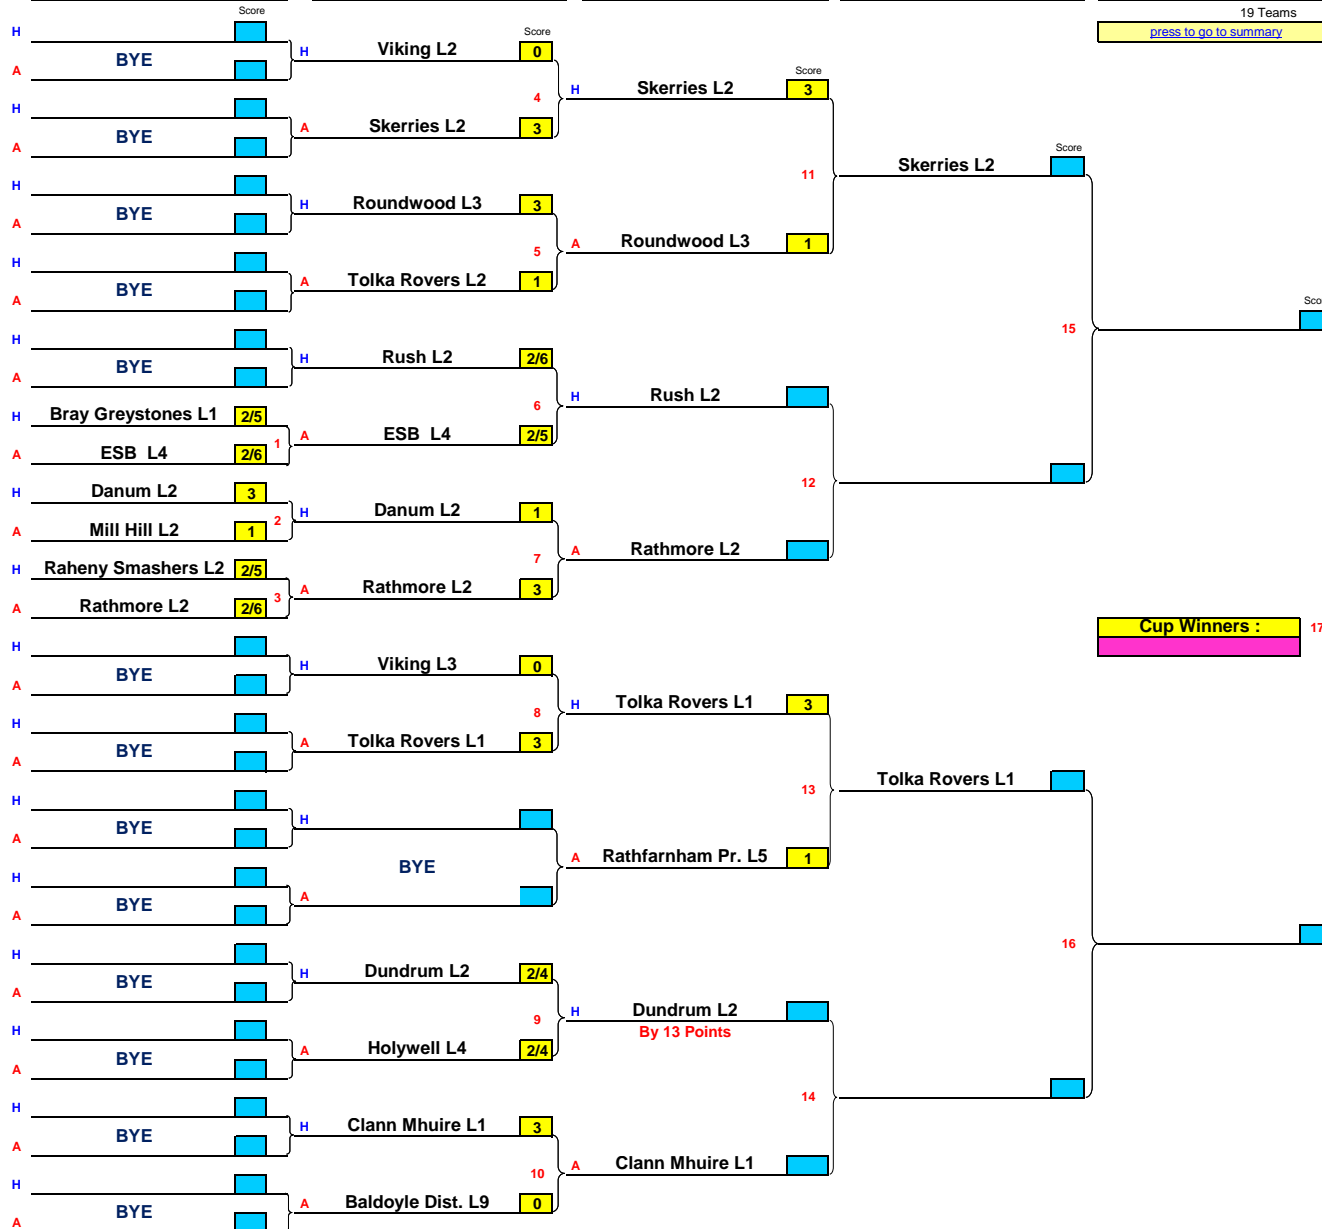 Score
19 Teams
H
Score
press to go to summary
BYE
H
Viking L2
0
A
Score
H
Skerries L2
3
4
H
BYE
A
Skerries L2
3
A
Score
Skerries L2
11
H
BYE
H
Roundwood L3
3
A
A
Roundwood L3
1
5
H
BYE
A
Tolka Rovers L2
1
A
Score
15
H
BYE
H
Rush L2
2/6
A
H
Rush L2
6
H
Bray Greystones L1
2/5
1
A
ESB L4
2/5
A
ESB L4
2/6
12
H
Danum L2
3
2
H
Danum L2
1
A
Mill Hill L2
1
A
Rathmore L2
7
H
Raheny Smashers L2
2/5
3
A
Rathmore L2
3
A
Rathmore L2
2/6
Cup Winners :
17
H
BYE
H
Viking L3
0
A
H
Tolka Rovers L1
3
8
H
BYE
A
Tolka Rovers L1
3
A
Tolka Rovers L1
13
H
BYE
H
A
BYE
A
Rathfarnham Pr. L5
1
H
BYE
A
A
16
H
BYE
H
Dundrum L2
2/4
A
H
Dundrum L2
9
By 13 Points
H
BYE
A
Holywell L4
2/4
A
14
H
BYE
H
Clann Mhuire L1
3
A
A
Clann Mhuire L1
10
H
BYE
A
Baldoyle Dist. L9
0
A